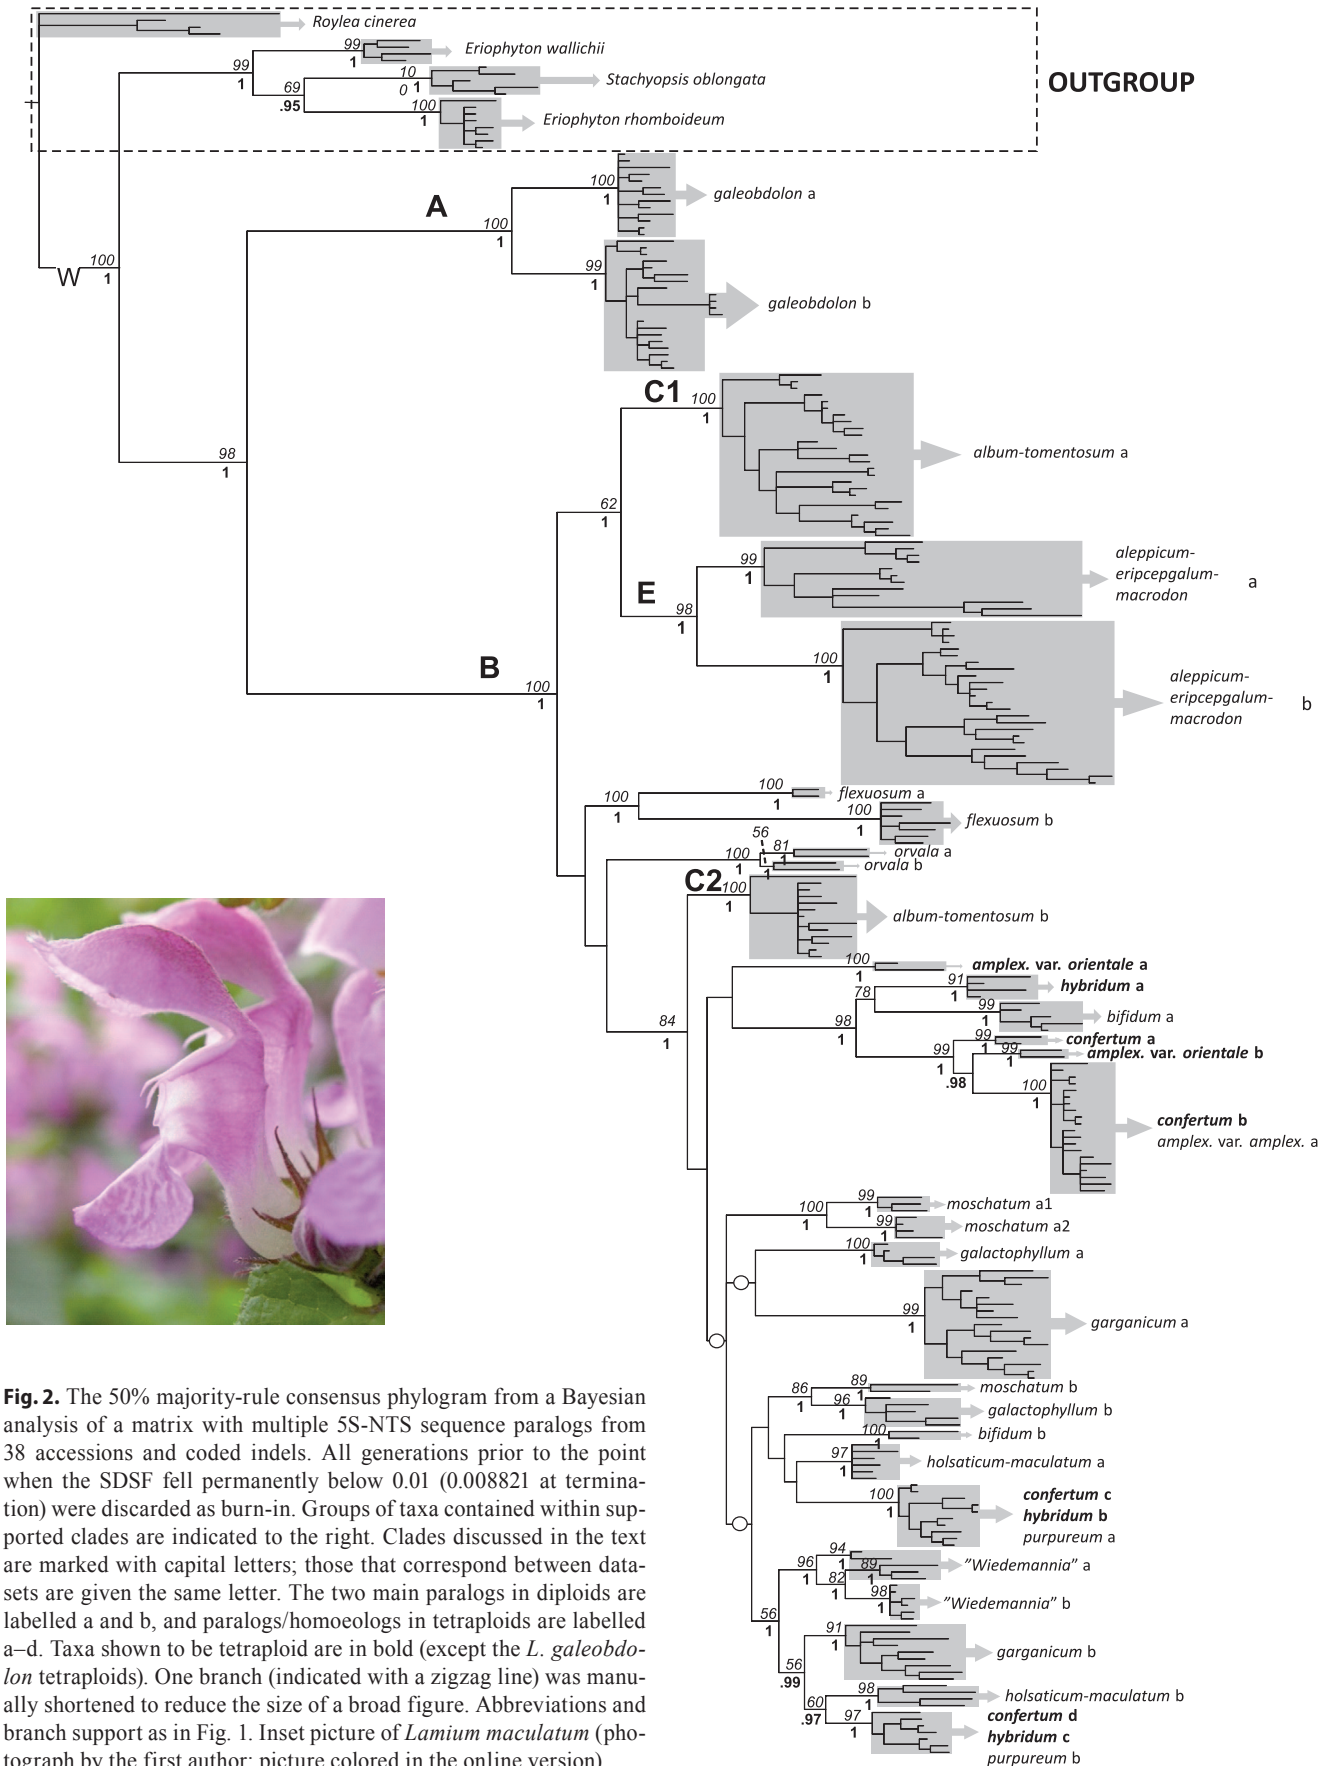 Roylea cinerea
99
1
Eriophyton wallichii
99
1
10
0 1
Stachyopsis oblongata
69
.95
100
1
Eriophyton rhomboideum
OUTGROUP
100
1
galeobdolon a
A
100
1
W
100
1
99
1
galeobdolon b
C1
100
1
album-tomentosum a
98
1
62
1
99
1
aleppicum-
eripcepgalum-
macrodon
a
E
98
1
100
1
aleppicum-
eripcepgalum-
macrodon
b
B
100
1
100
1
flexuosum a
100
1
100
1
flexuosum b
56
1
81
1
orvala a
100
1
orvala b
C2
100
1
album-tomentosum b
100
1
amplex. var. orientale a
91
1
hybridum a
78
99
1
bifidum a
84
1
98
1
99
1
confertum a
99
1
amplex. var. orientale b
99
1
.98
100
1
confertum b
amplex. var. amplex. a
99
1
moschatum a1
100
1
99
1
moschatum a2
100
1
galactophyllum a
99
1
garganicum a
89
1
moschatum b
86
1
96
1
galactophyllum b
100
1
bifidum b
97
1
holsaticum-maculatum a
100
1
confertum c
hybridum b
purpureum a
94
1
96
1
89
1
”Wiedemannia” a
82
1
98
1
”Wiedemannia” b
56
1
91
1
garganicum b
56
.99
98
1
holsaticum-maculatum b
60
.97
97
1
confertum d
hybridum c
purpureum b
Fig. 2. The 50% majority-rule consensus phylogram from a Bayesian
analysis of a matrix with multiple 5S-NTS sequence paralogs from
38 accessions and coded indels. All generations prior to the point
when the SDSF fell permanently below 0.01 (0.008821 at termina-
tion) were discarded as burn-in. Groups of taxa contained within sup-
ported clades are indicated to the right. Clades discussed in the text
are marked with capital letters; those that correspond between data-
sets are given the same letter. The two main paralogs in diploids are
labelled a and b, and paralogs/homoeologs in tetraploids are labelled
a–d. Taxa shown to be tetraploid are in bold (except the L. galeobdo-
lon tetraploids). One branch (indicated with a zigzag line) was manu-
ally shortened to reduce the size of a broad figure. Abbreviations and
branch support as in Fig. 1. Inset picture of Lamium maculatum (pho-
tograph by the first author; picture colored in the online version)